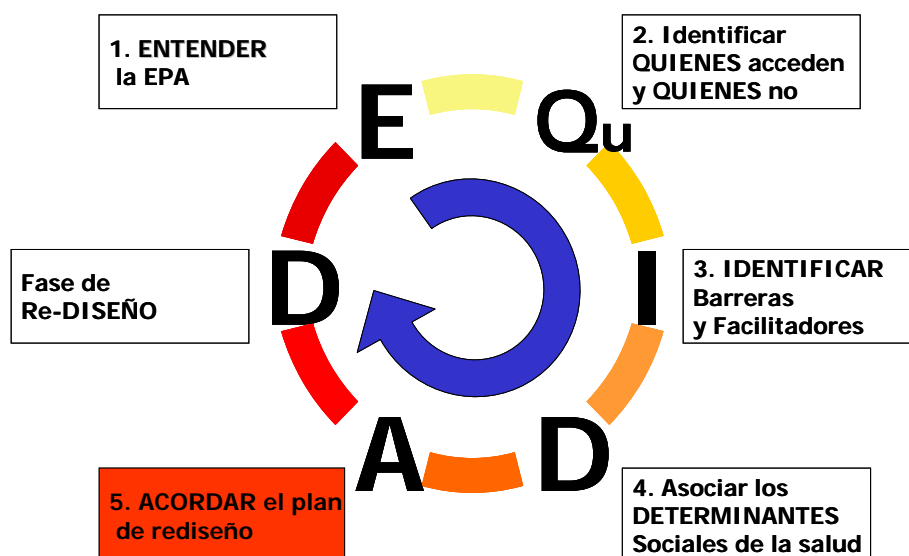 1. ENTENDER
la EPA
2. Identificar
QUIENES acceden
y QUIENES no
E
Qu
Fase de
Re-DISEÑO
D
I
3. IDENTIFICAR
Barreras
y Facilitadores
A
D
5. ACORDAR el plan
de rediseño
4. Asociar los
DETERMINANTES
Sociales de la salud